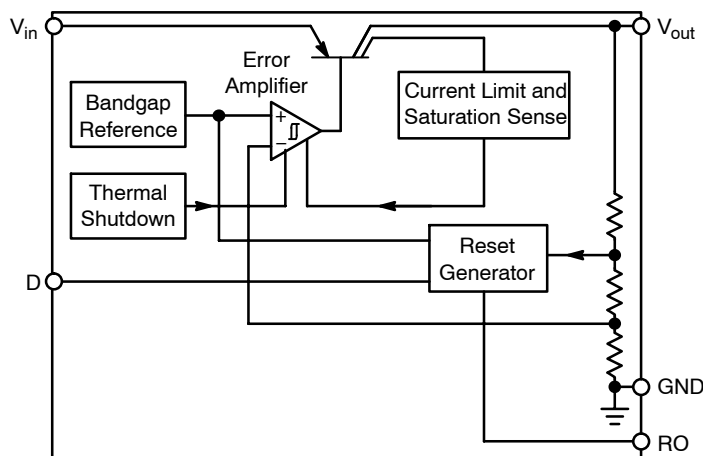 Vin
Vout
Error
Amplifier
Bandgap
Reference
Current Limit and
Saturation Sense
+
−
Thermal
Shutdown
Reset
Generator
D
GND
RO